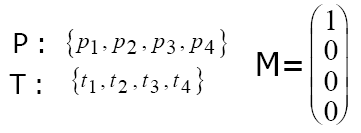 P : {p₁, p₂, p₃, p₄}
T : {t₁, t₂, t₃, t₄}
M=
1
0
0
0